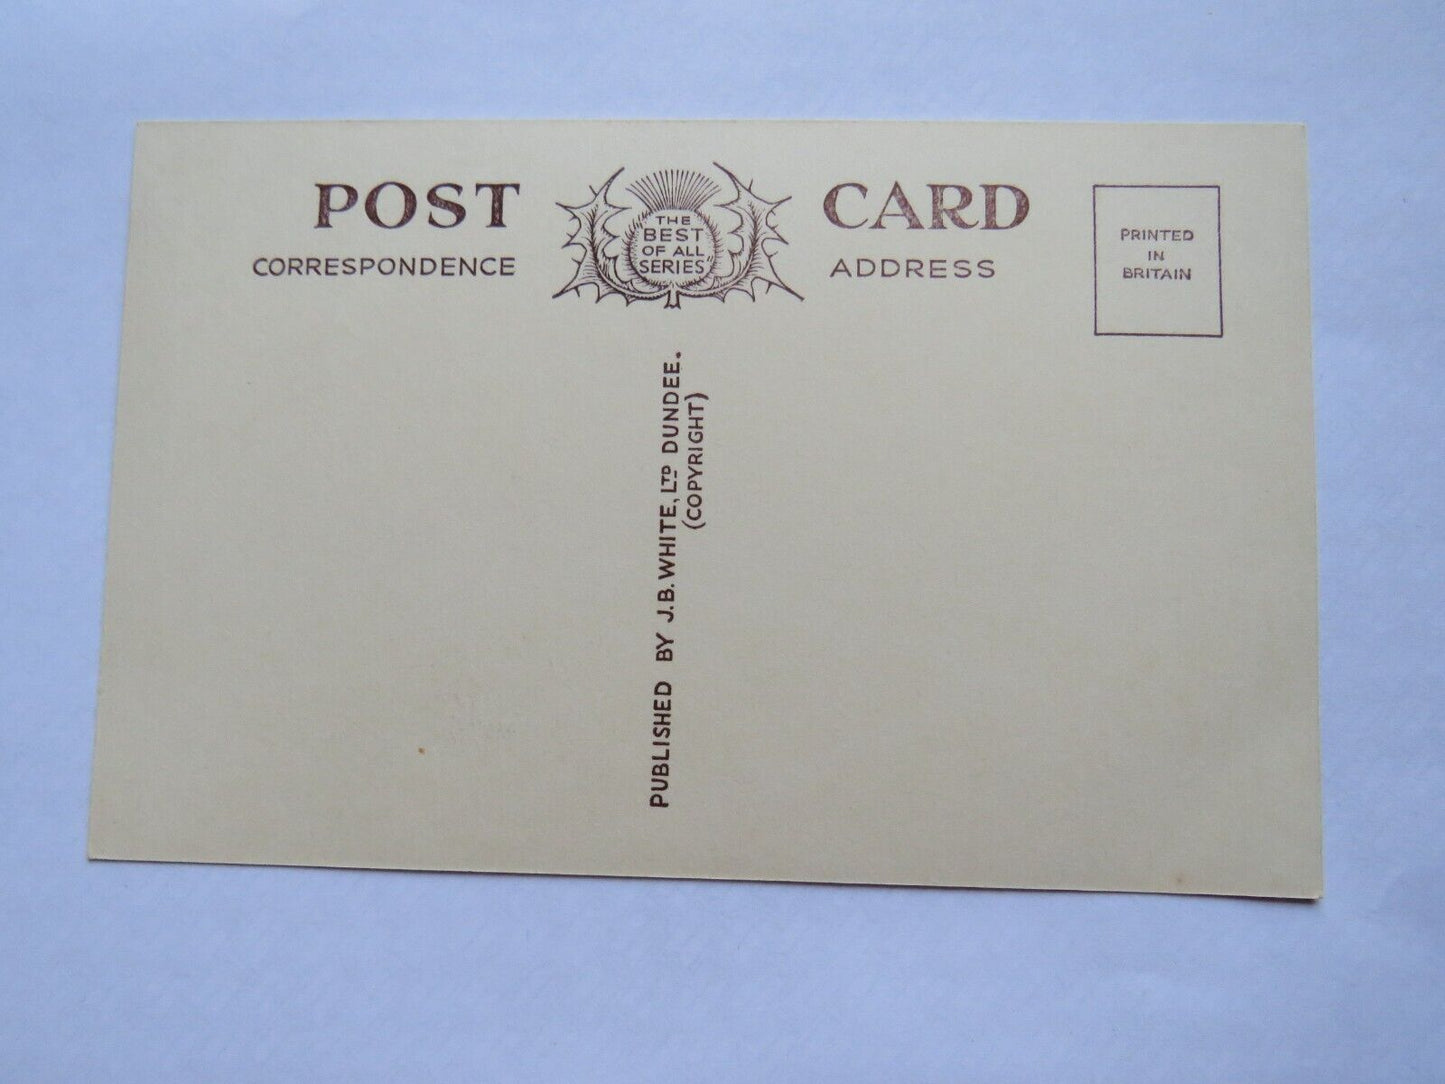 POST CARD
CORRESPONDENCE
THE
BEST
OF ALL
SERIES"
ADDRESS
PRINTED
IN
BRITAIN
PUBLISHED BY J.B. WHITE, LTD DUNDEE.
(COPYRIGHT)